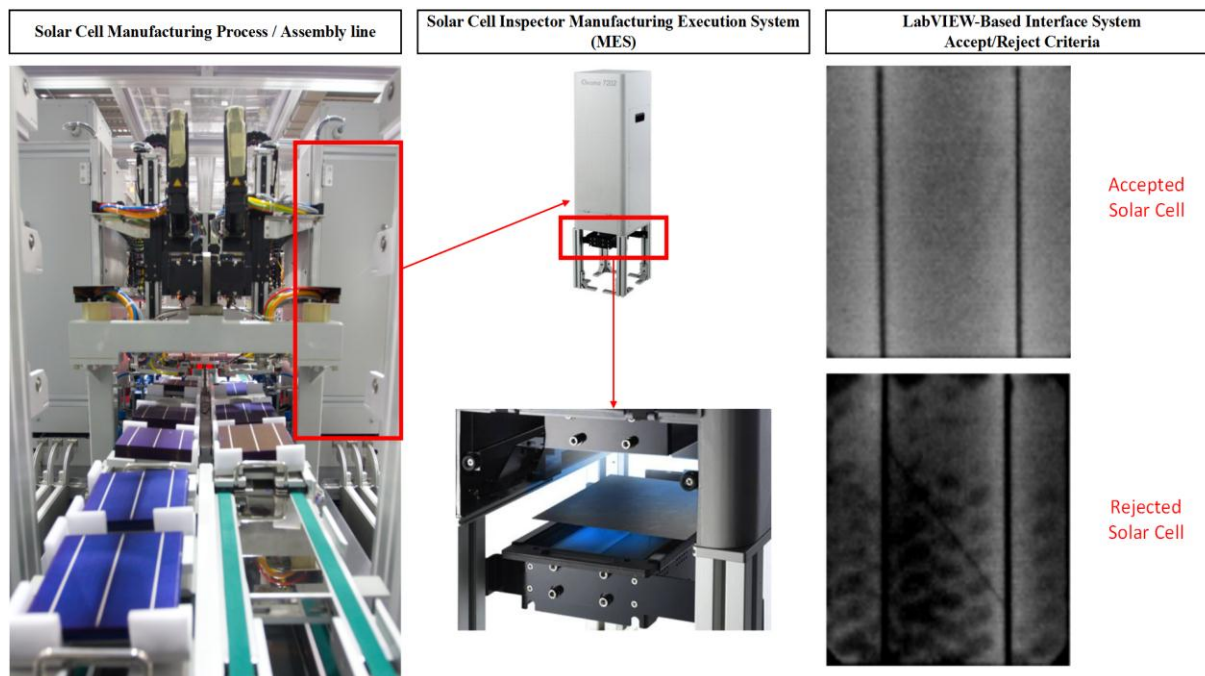 Solar Cell Manufacturing Process / Assembly line
Solar Cell Inspector Manufacturing Execution System
(MES)
LabVIEW-Based Interface System
Accept/Reject Criteria
Accepted
Solar Cell
Rejected
Solar Cell